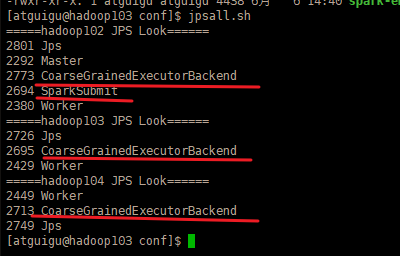 -rwxr-xr-x. 1 atguigu atguigu 4438 6月   6 14:40 spark-e
[atguigu@hadoop103 conf]$ jpsall.sh
=====hadoop102 JPS Look======
2801 Jps
2292 Master
2773 CoarseGrainedExecutorBackend
2694 SparkSubmit
2380 Worker
=====hadoop103 JPS Look======
2726 Jps
2695 CoarseGrainedExecutorBackend
2429 Worker
=====hadoop104 JPS Look======
2449 Worker
2713 CoarseGrainedExecutorBackend
2749 Jps
[atguigu@hadoop103 conf]$